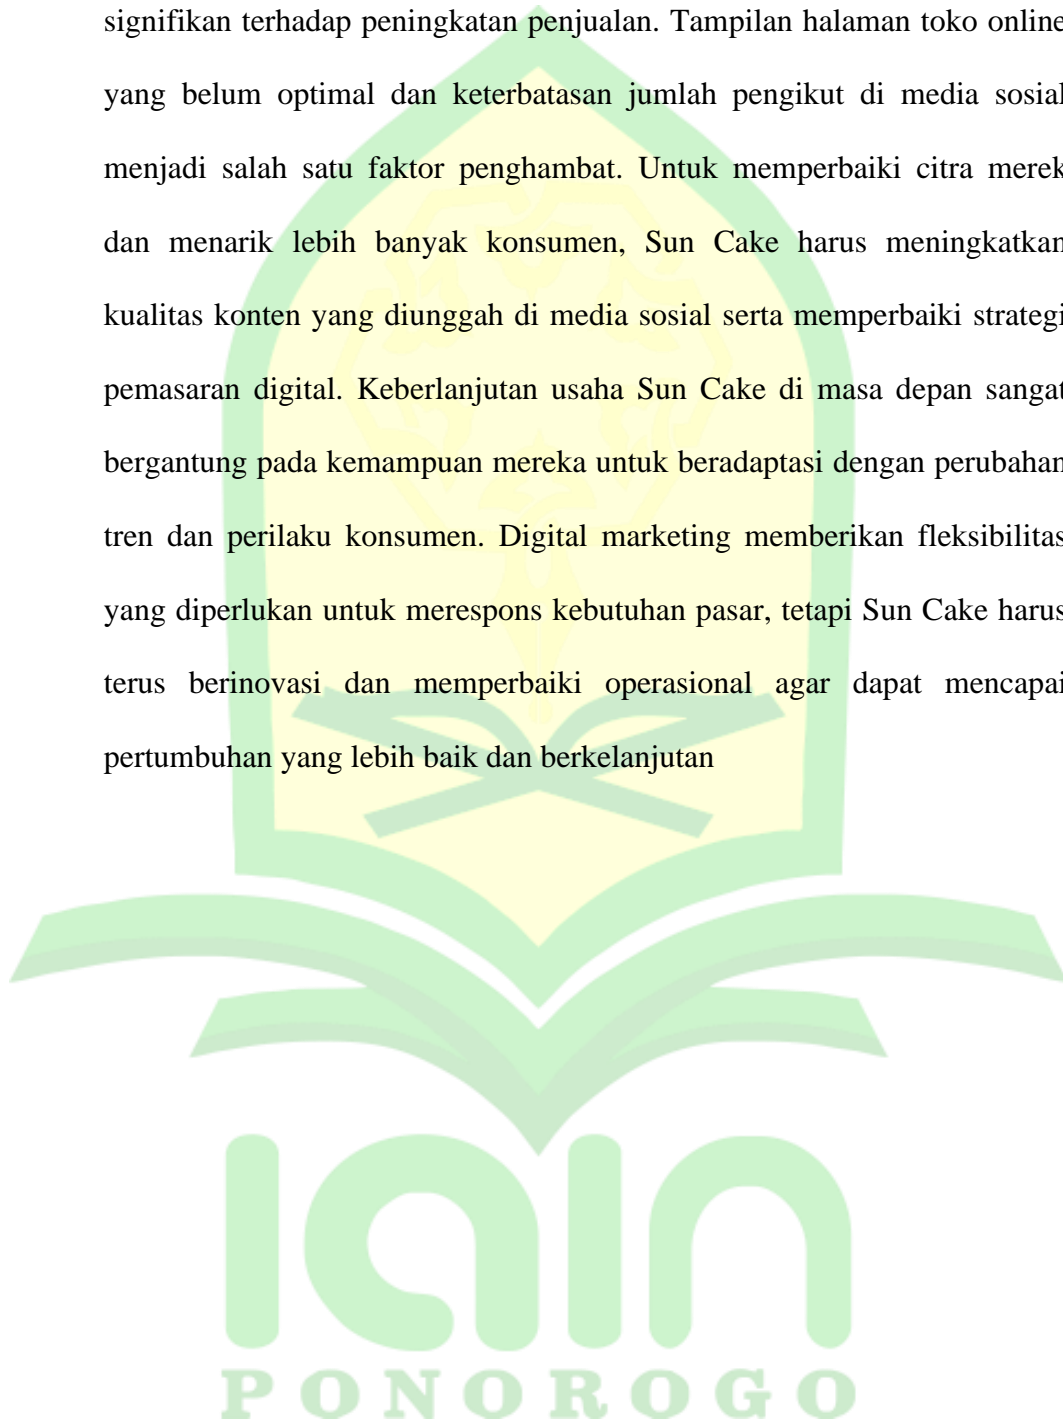 signifikan terhadap peningkatan penjualan. Tampilan halaman toko online
yang belum optimal dan keterbatasan jumlah pengikut di media sosial
menjadi salah satu faktor penghambat. Untuk memperbaiki citra merek
dan menarik lebih banyak konsumen, Sun Cake harus meningkatkan
kualitas konten yang diunggah di media sosial serta memperbaiki strategi
pemasaran digital. Keberlanjutan usaha Sun Cake di masa depan sangat
bergantung pada kemampuan mereka untuk beradaptasi dengan perubahan
tren dan perilaku konsumen. Digital marketing memberikan fleksibilitas
yang diperlukan untuk merespons kebutuhan pasar, tetapi Sun Cake harus
terus berinovasi dan memperbaiki operasional agar dapat mencapai
pertumbuhan yang lebih baik dan berkelanjutan
iain
PONOROGO